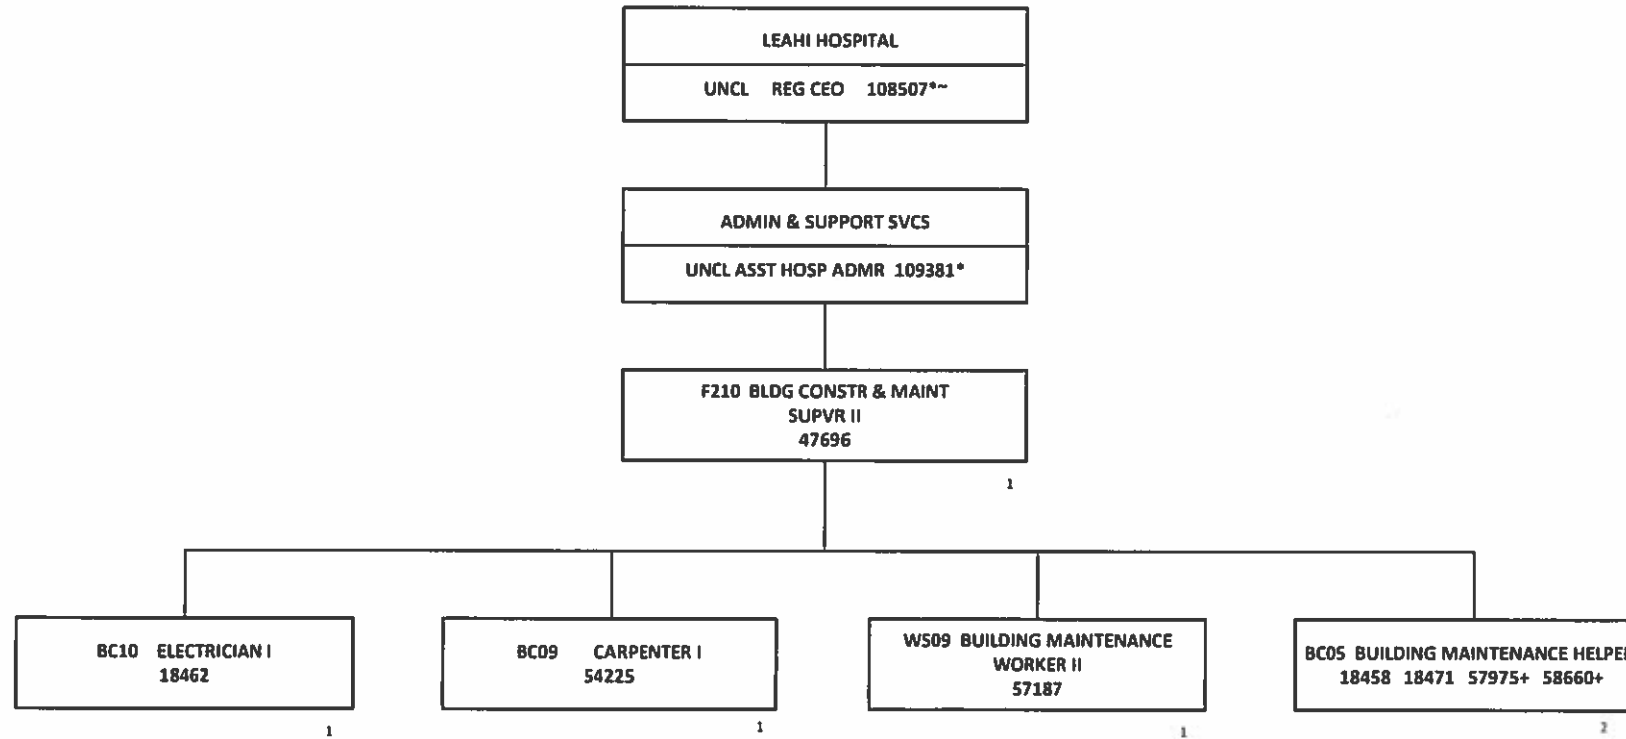 LEAHI HOSPITAL
UNCL REG CEO 108507*~
ADMIN & SUPPORT SVCS
UNCL ASST HOSP ADMR 109381*
F210 BLDG CONSTR & MAINT
SUPVR II
47696
1
BC10 ELECTRICIAN I
18462
1
BC09 CARPENTER I
54225
1
WS09 BUILDING MAINTENANCE
WORKER II
57187
1
BC05 BUILDING MAINTENANCE HELPER
18458 18471 57975+ 58660+
2